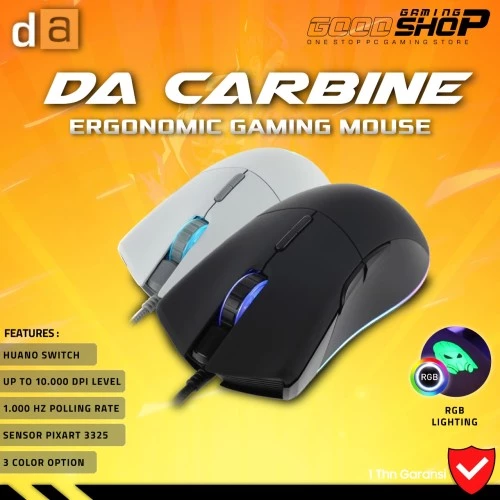 da
GAMING
GOOD SHOP
ONE STOP PC GAMING STORE
DA CARBINE
ERGONOMIC GAMING MOUSE
FEATURES :
HUANO SWITCH
UP TO 10.000 DPI LEVEL
1.000 HZ POLLING RATE
SENSOR PIXART 3325
3 COLOR OPTION
RGB
RGB
LIGHTING
1 Thn Garansi